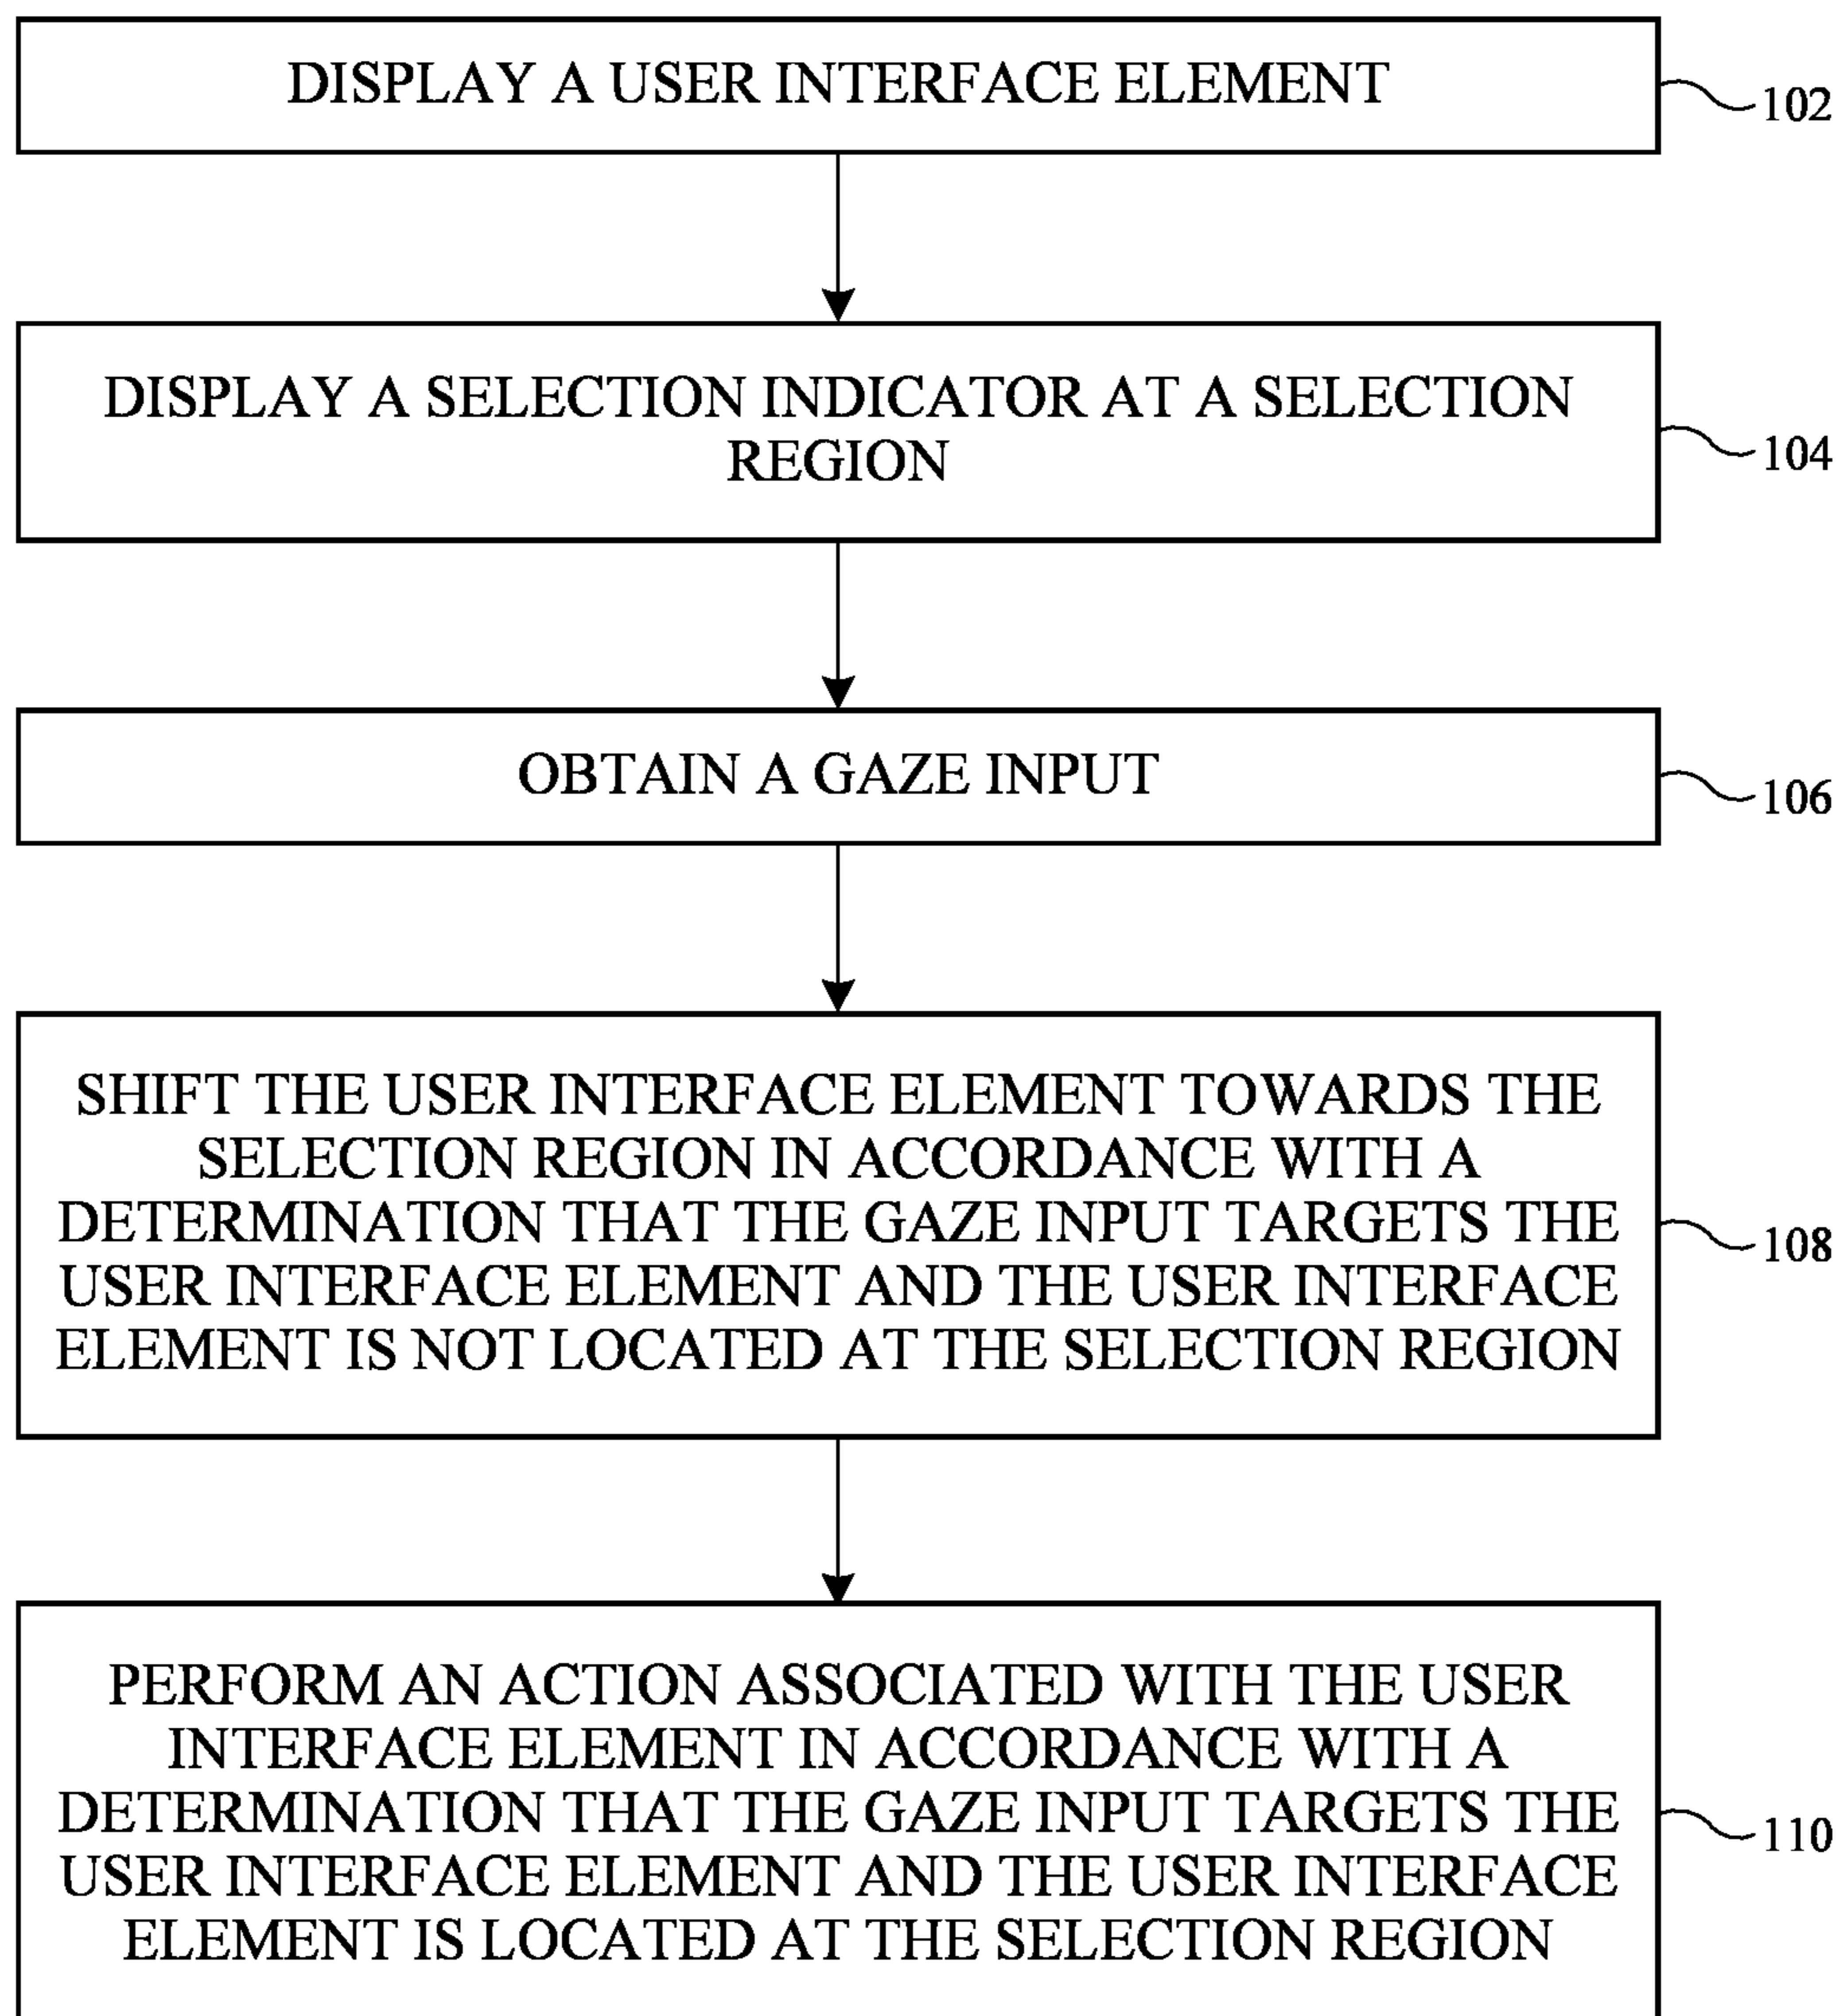 DISPLAY A USER INTERFACE ELEMENT
102
DISPLAY A SELECTION INDICATOR AT A SELECTION
REGION
104
OBTAIN A GAZE INPUT
106
SHIFT THE USER INTERFACE ELEMENT TOWARDS THE
SELECTION REGION IN ACCORDANCE WITH A
DETERMINATION THAT THE GAZE INPUT TARGETS THE
USER INTERFACE ELEMENT AND THE USER INTERFACE
ELEMENT IS NOT LOCATED AT THE SELECTION REGION
108
PERFORM AN ACTION ASSOCIATED WITH THE USER
INTERFACE ELEMENT IN ACCORDANCE WITH A
DETERMINATION THAT THE GAZE INPUT TARGETS THE
USER INTERFACE ELEMENT AND THE USER INTERFACE
ELEMENT IS LOCATED AT THE SELECTION REGION
110